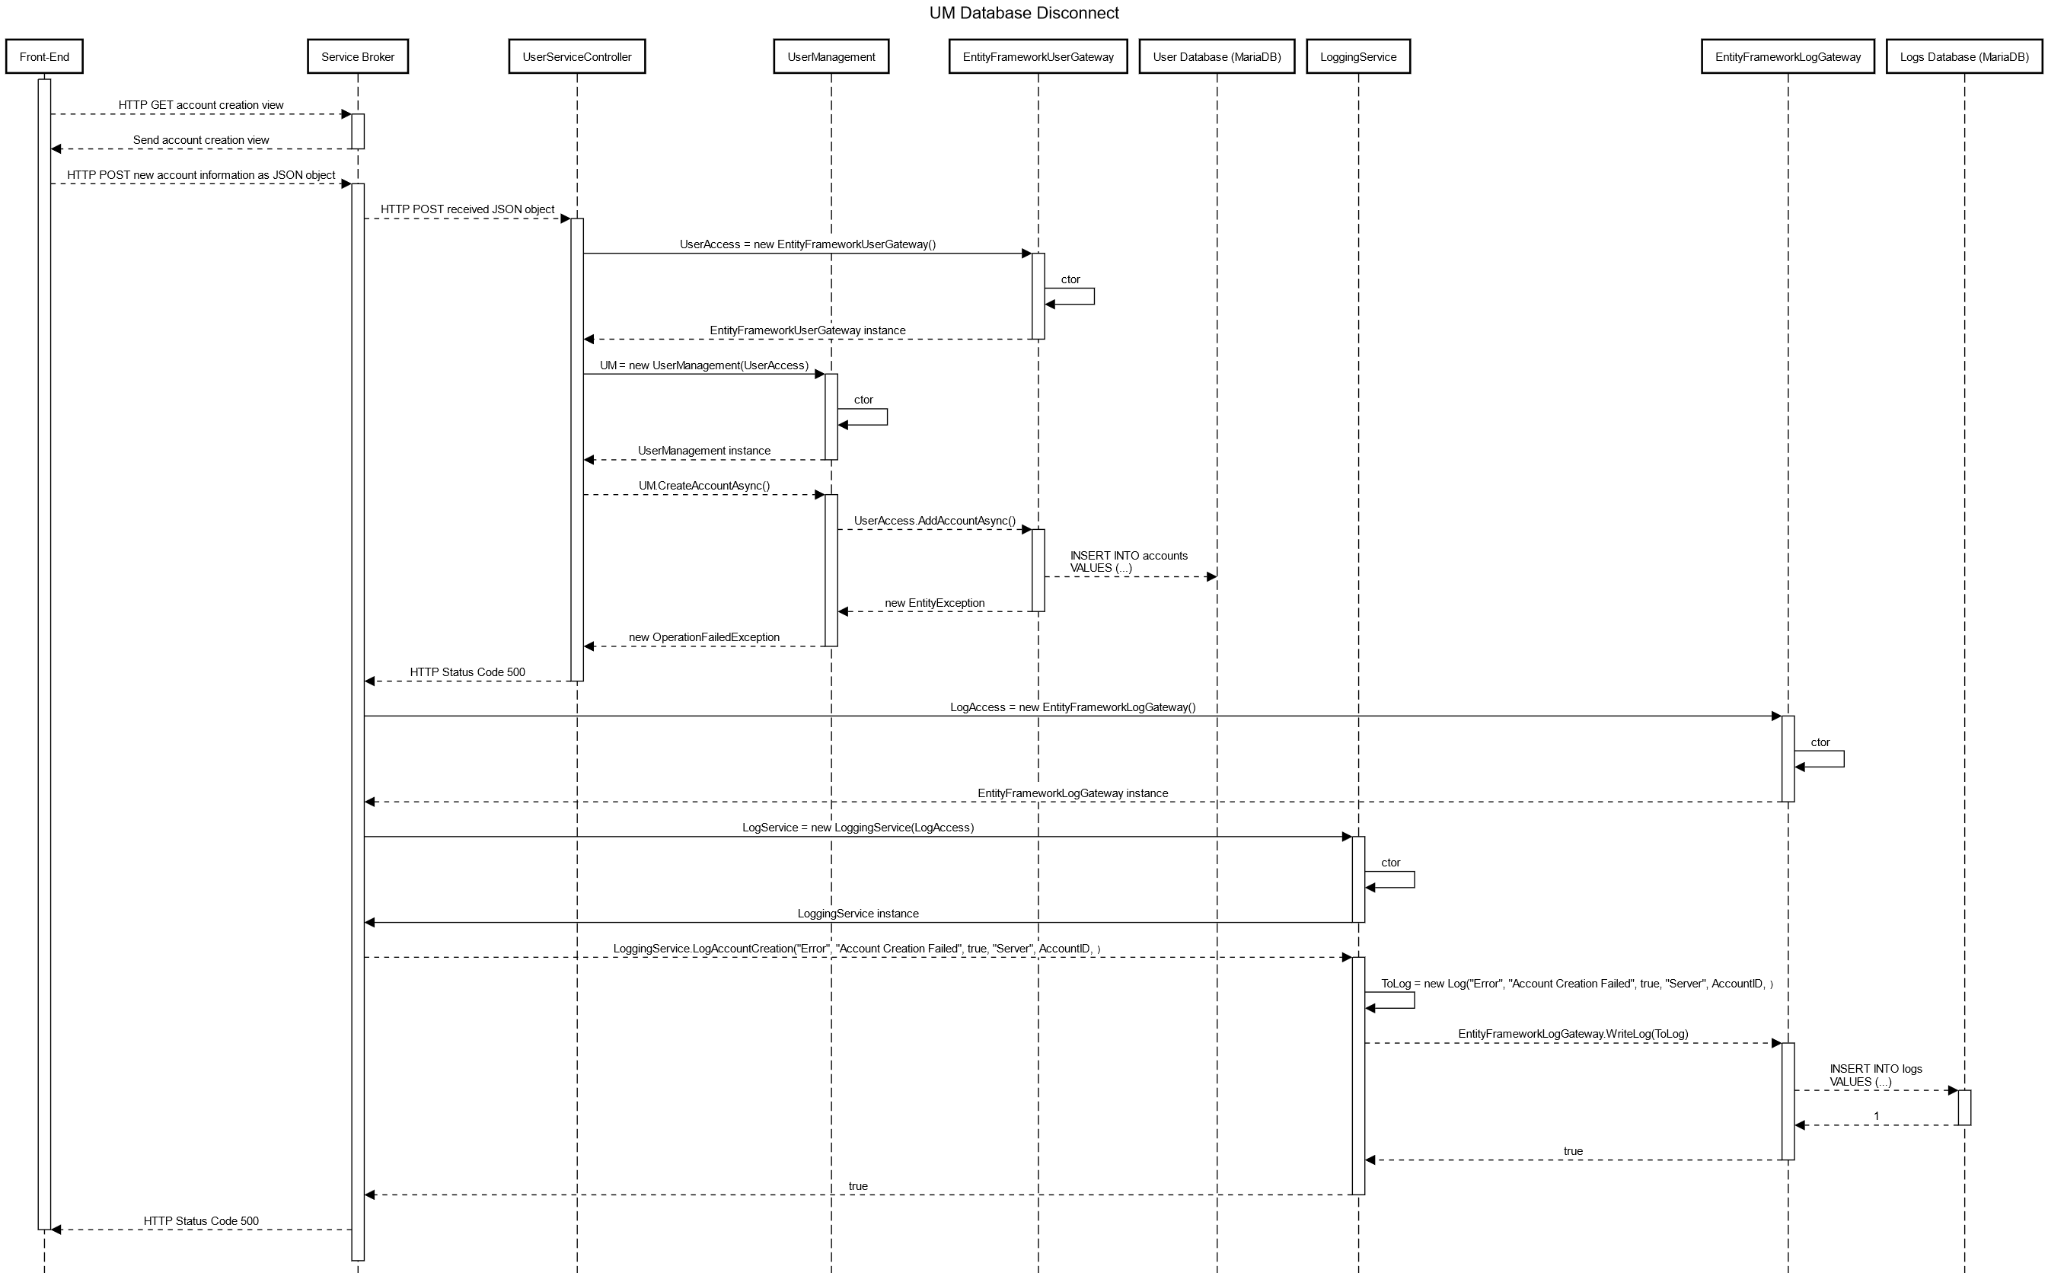 UM Database Disconnect
Front-End
Service Broker
UserServiceController
UserManagement
EntityFrameworkUserGateway
User Database (MariaDB)
LoggingService
EntityFrameworkLogGateway
Logs Database (MariaDB)
HTTP GET account creation view
Send account creation view
HTTP POST new account information as JSON object
HTTP POST received JSON object
UserAccess = new EntityFrameworkUserGateway()
ctor
EntityFrameworkUserGateway instance
UM = new UserManagement(UserAccess)
ctor
UserManagement instance
UM.CreateAccountAsync()
UserAccess.AddAccountAsync()
INSERT INTO accounts
VALUES (...)
new EntityException
new OperationFailedException
HTTP Status Code 500
LogAccess = new EntityFrameworkLogGateway()
ctor
EntityFrameworkLogGateway instance
LogService = new LoggingService(LogAccess)
ctor
LoggingService instance
LoggingService.LogAccountCreation("Error", "Account Creation Failed", true, "Server", AccountID, )
ToLog = new Log("Error", "Account Creation Failed", true, "Server", AccountID, )
EntityFrameworkLogGateway.WriteLog(ToLog)
INSERT INTO logs
VALUES (...)
1
true
true
HTTP Status Code 500